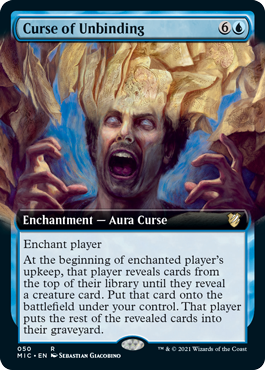 Curse of Unbinding 6
Enchantment — Aura Curse
Enchant player
At the beginning of enchanted player's
upkeep, that player reveals cards from
the top of their library until they reveal
a creature card. Put that card onto the
battlefield under your control. That player
puts the rest of the revealed cards into
their graveyard.
050 R
MIC • EN SEBASTIAN GIACOBINO ™ & © 2021 Wizards of the Coast